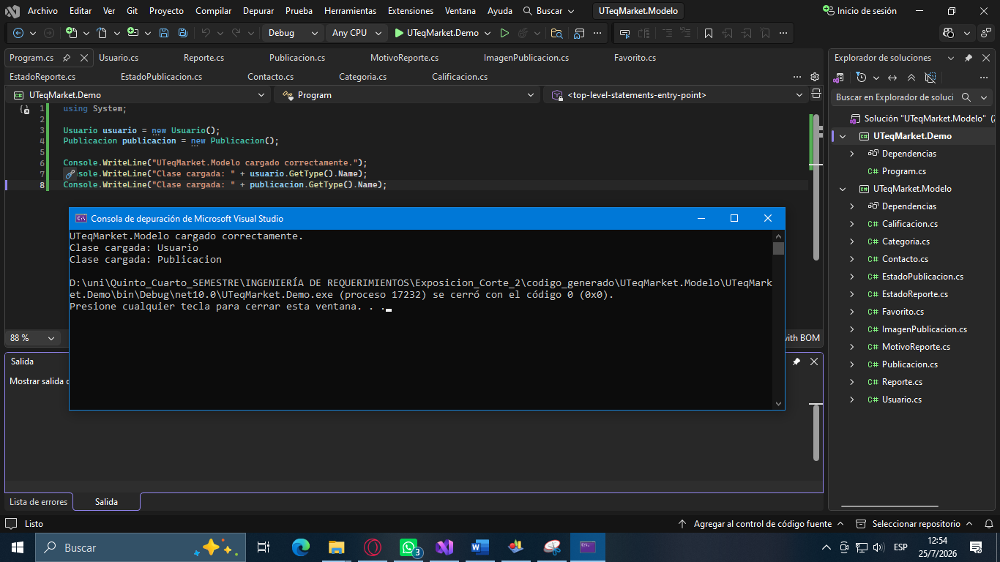 Archivo Editar Ver Git Proyecto Compilar Depurar Prueba Herramientas Extensiones Ventana Ayuda Buscar UTeqMarket.Modelo Inicio de sesión
Debug Any CPU UTeqMarket.Demo
Program.cs Usuario.cs Reporte.cs Publicacion.cs MotivoReporte.cs ImagenPublicacion.cs Favorito.cs
EstadoReporte.cs EstadoPublicacion.cs Contacto.cs Categoria.cs Calificacion.cs
UTeqMarket.Demo Program <top-level-statements-entry-point>
1 using System;
2
3 Usuario usuario = new Usuario();
4 Publicacion publicacion = new Publicacion();
5
6 Console.WriteLine("UTeqMarket.Modelo cargado correctamente.");
7 sole.WriteLine("Clase cargada: " + usuario.GetType().Name);
8 Console.WriteLine("Clase cargada: " + publicacion.GetType().Name);
Consola de depuración de Microsoft Visual Studio
UTeqMarket.Modelo cargado correctamente.
Clase cargada: Usuario
Clase cargada: Publicacion
D:\uni\Quinto_Cuarto_SEMESTRE\INGENIERÍA DE REQUERIMIENTOS\Exposicion_Corte_2\codigo_generado\UTeqMarket.Modelo\UTeqMark
et.Demo\bin\Debug\net10.0\UTeqMarket.Demo.exe (proceso 17232) se cerró con el código 0 (0x0).
Presione cualquier tecla para cerrar esta ventana. . .
88 % with BOM
Salida
Mostrar salida
Lista de errores Salida
Explorador de soluciones
Buscar en Explorador de soluci
Solución "UTeqMarket.Modelo" (2
UTeqMarket.Demo
Dependencias
C# Program.cs
UTeqMarket.Modelo
Dependencias
C# Calificacion.cs
C# Categoria.cs
C# Contacto.cs
C# EstadoPublicacion.cs
C# EstadoReporte.cs
C# Favorito.cs
C# ImagenPublicacion.cs
C# MotivoReporte.cs
C# Publicacion.cs
C# Reporte.cs
C# Usuario.cs
Listo Agregar al control de código fuente Seleccionar repositorio
Buscar 3 ESP 12:54
25/7/2026